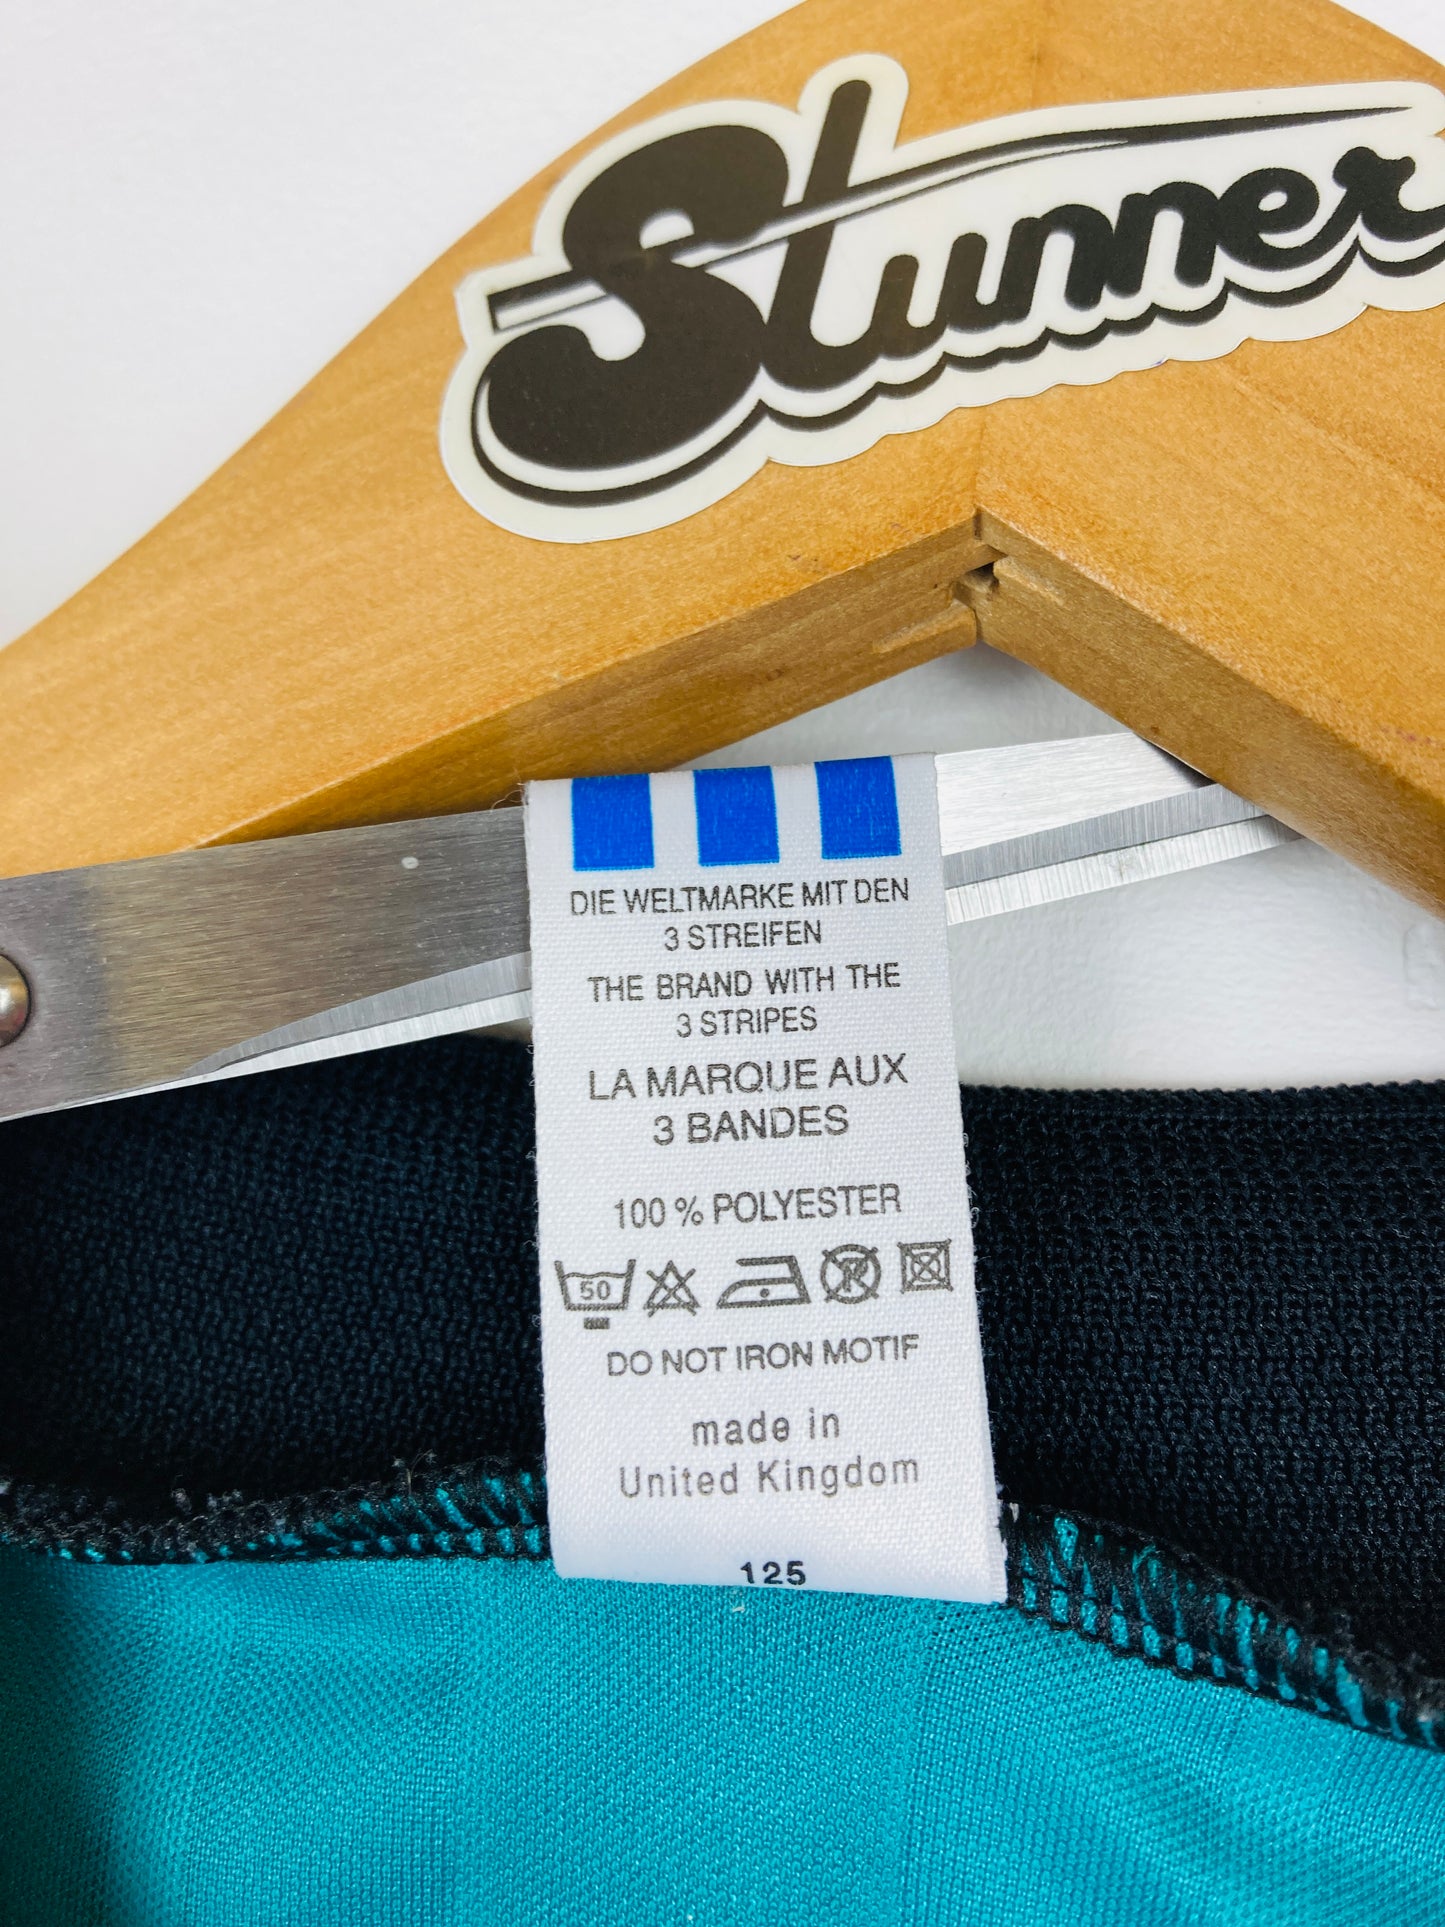 Stunner
DIE WELTMARKE MIT DEN
3 STREIFEN
THE BRAND WITH THE
3 STRIPES
LA MARQUE AUX
3 BANDES
100 % POLYESTER
50
DO NOT IRON MOTIF
made in
United Kingdom
125